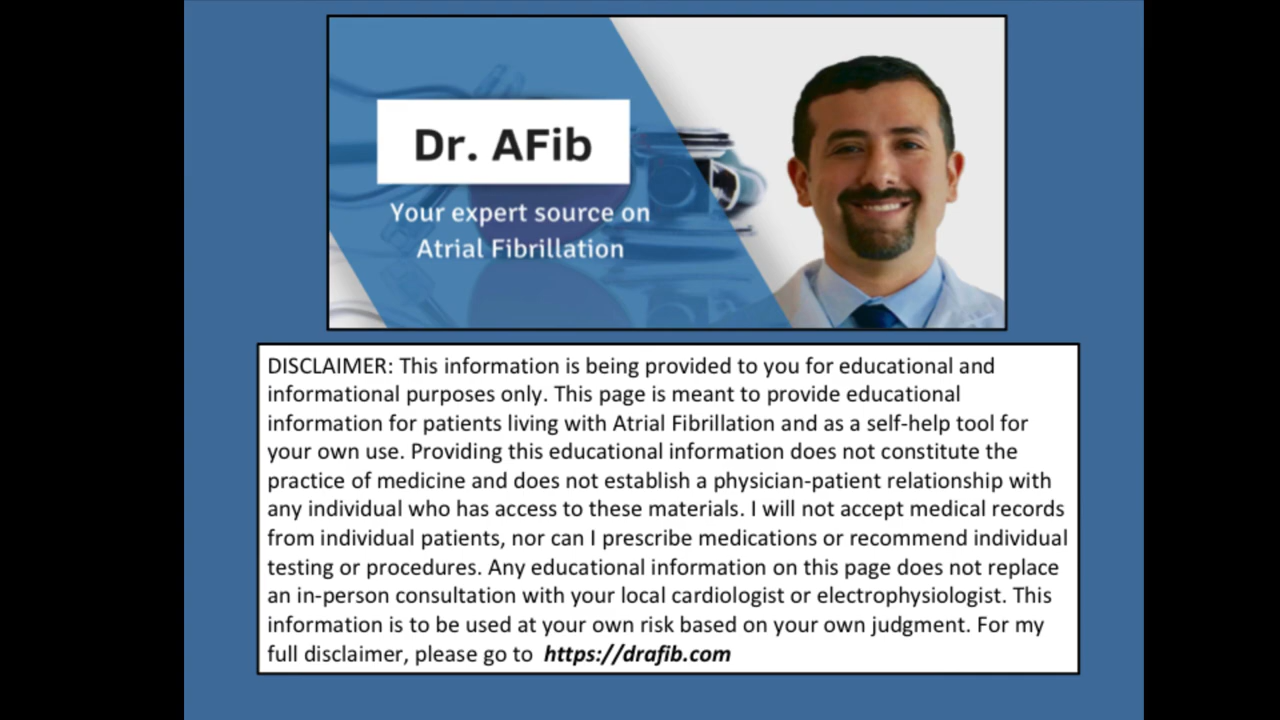 Dr. AFib
Your expert source on
Atrial Fibrillation
DISCLAIMER: This information is being provided to you for educational and
informational purposes only. This page is meant to provide educational
information for patients living with Atrial Fibrillation and as a self-help tool for
your own use. Providing this educational information does not constitute the
practice of medicine and does not establish a physician-patient relationship with
any individual who has access to these materials. I will not accept medical records
from individual patients, nor can I prescribe medications or recommend individual
testing or procedures. Any educational information on this page does not replace
an in-person consultation with your local cardiologist or electrophysiologist. This
information is to be used at your own risk based on your own judgment. For my
full disclaimer, please go to https://drafib.com